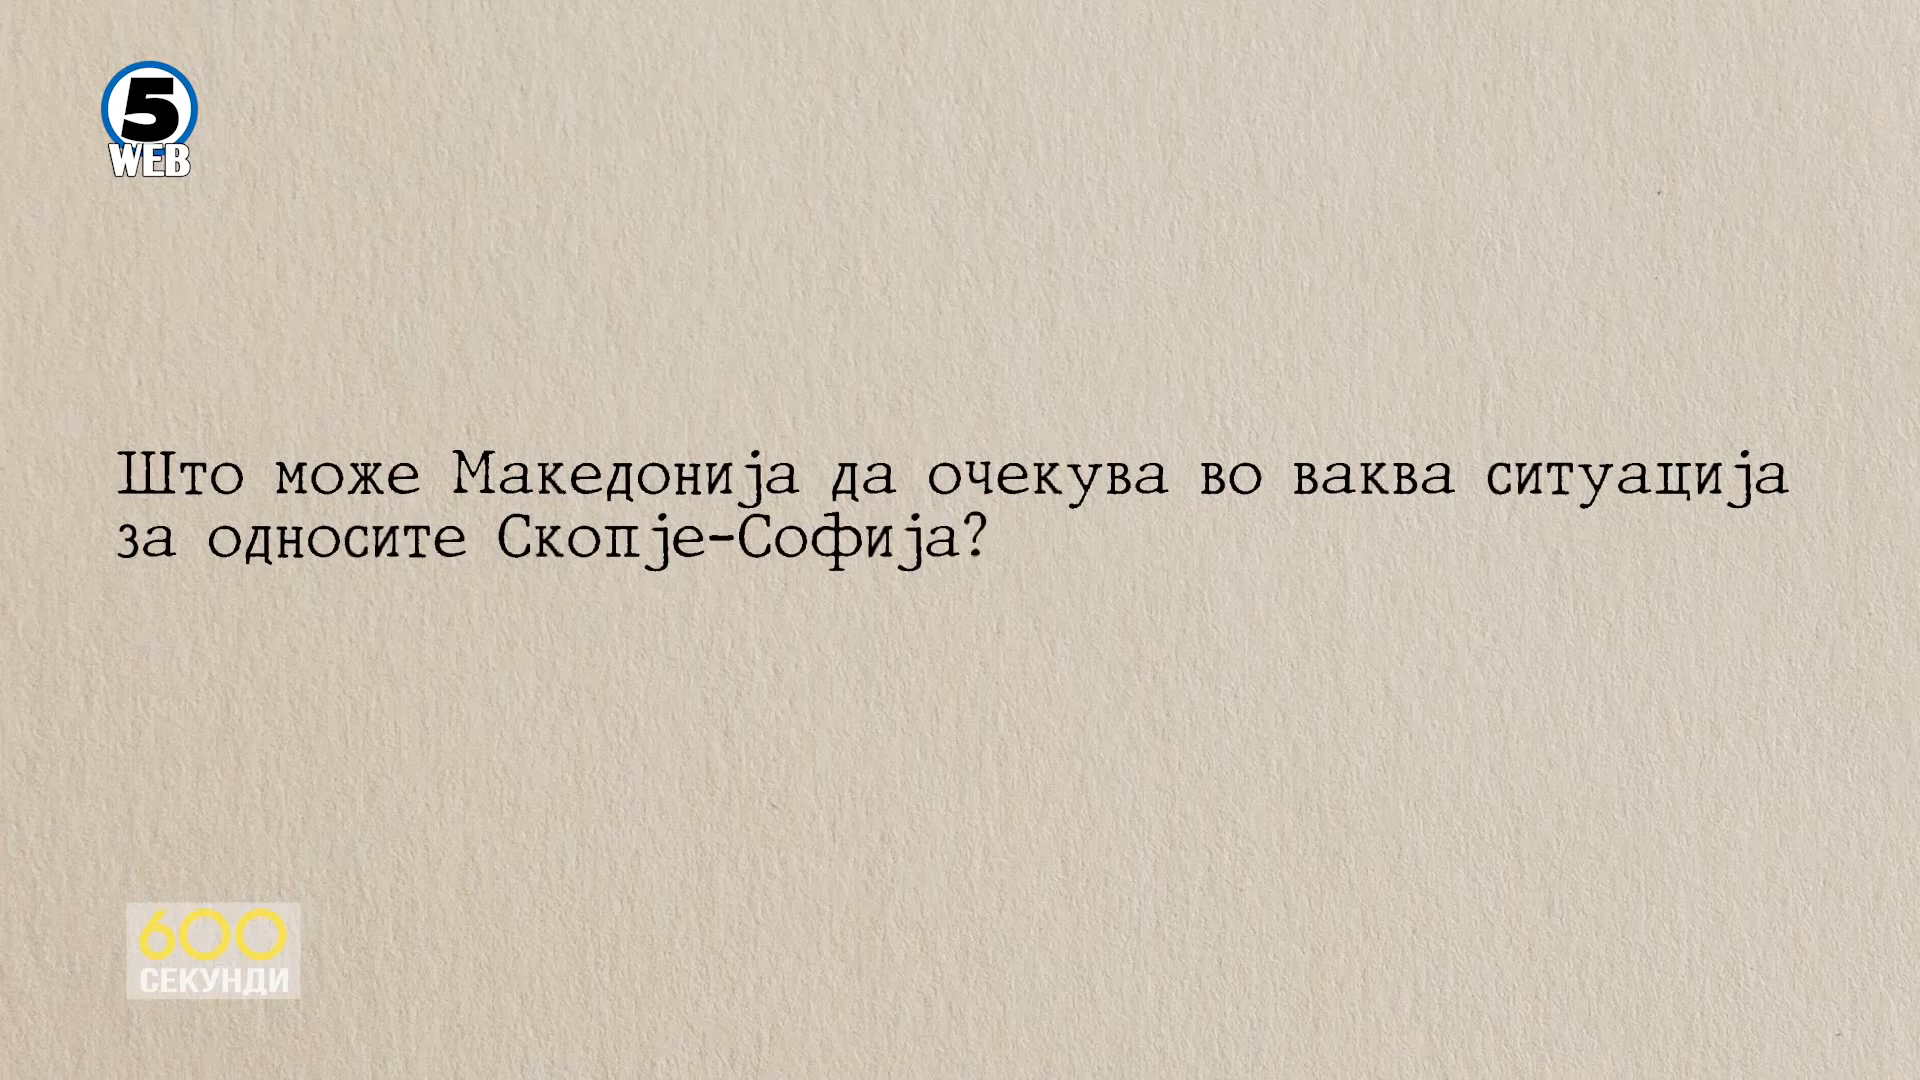 5
WEB
Што може Македонија да очекува во ваква ситуација
за односите Скопје-Софија?
600
СЕКУНДИ